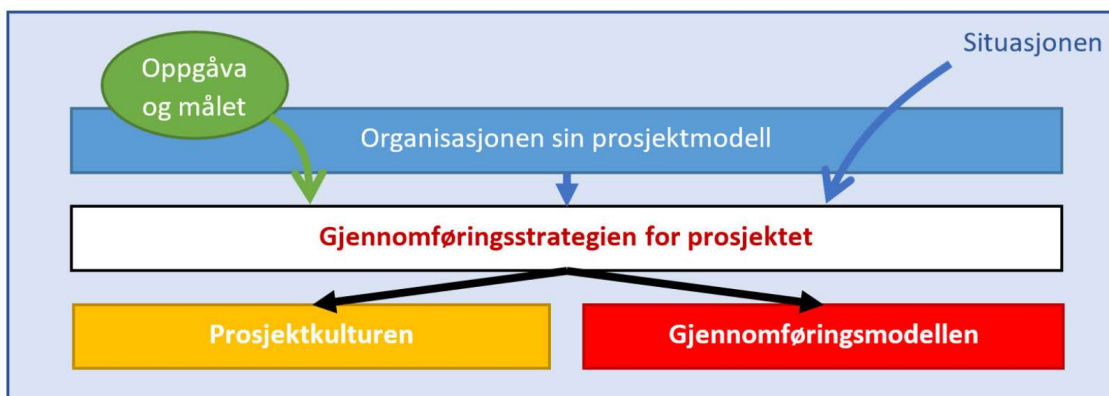 Situasjonen
Oppgåva
og målet
Organisasjonen sin prosjektmodell
Gjennomføringsstrategien for prosjektet
Prosjektkulturen
Gjennomføringsmodellen